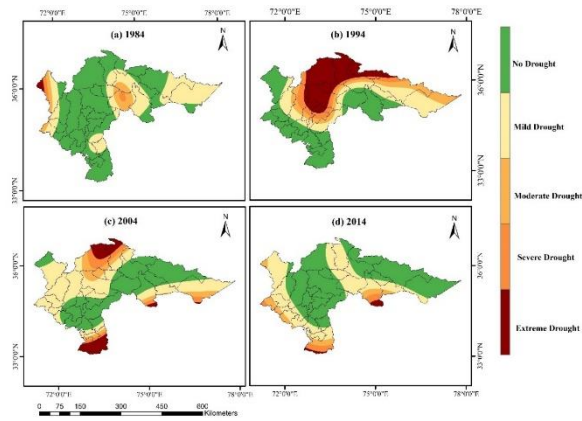 72°0'0"E 75°0'0"E 78°0'0"E
72°0'0"E 75°0'0"E 78°0'0"E
(a) 1984
N
(b) 1994
N
36°0'0"N
36°0'0"N
33°0'0"N
33°0'0"N
(c) 2004
N
(d) 2014
N
36°0'0"N
36°0'0"N
33°0'0"N
33°0'0"N
72°0'0"E 75°0'0"E 78°0'0"E
72°0'0"E 75°0'0"E 78°0'0"E
0 75 150 300 450 600
Kilometers
No Drought
Mild Drought
Moderate Drought
Severe Drought
Extreme Drought